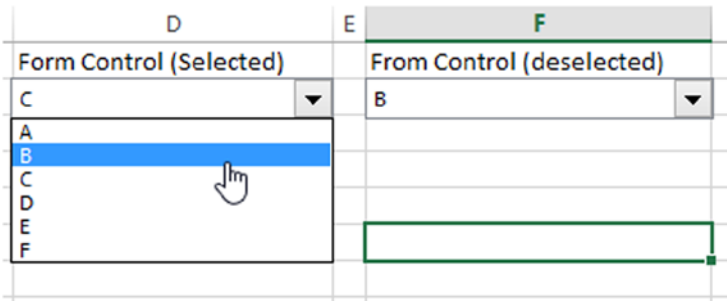 D E F
Form Control (Selected) From Control (deselected)
C B
A
B
C
D
E
F